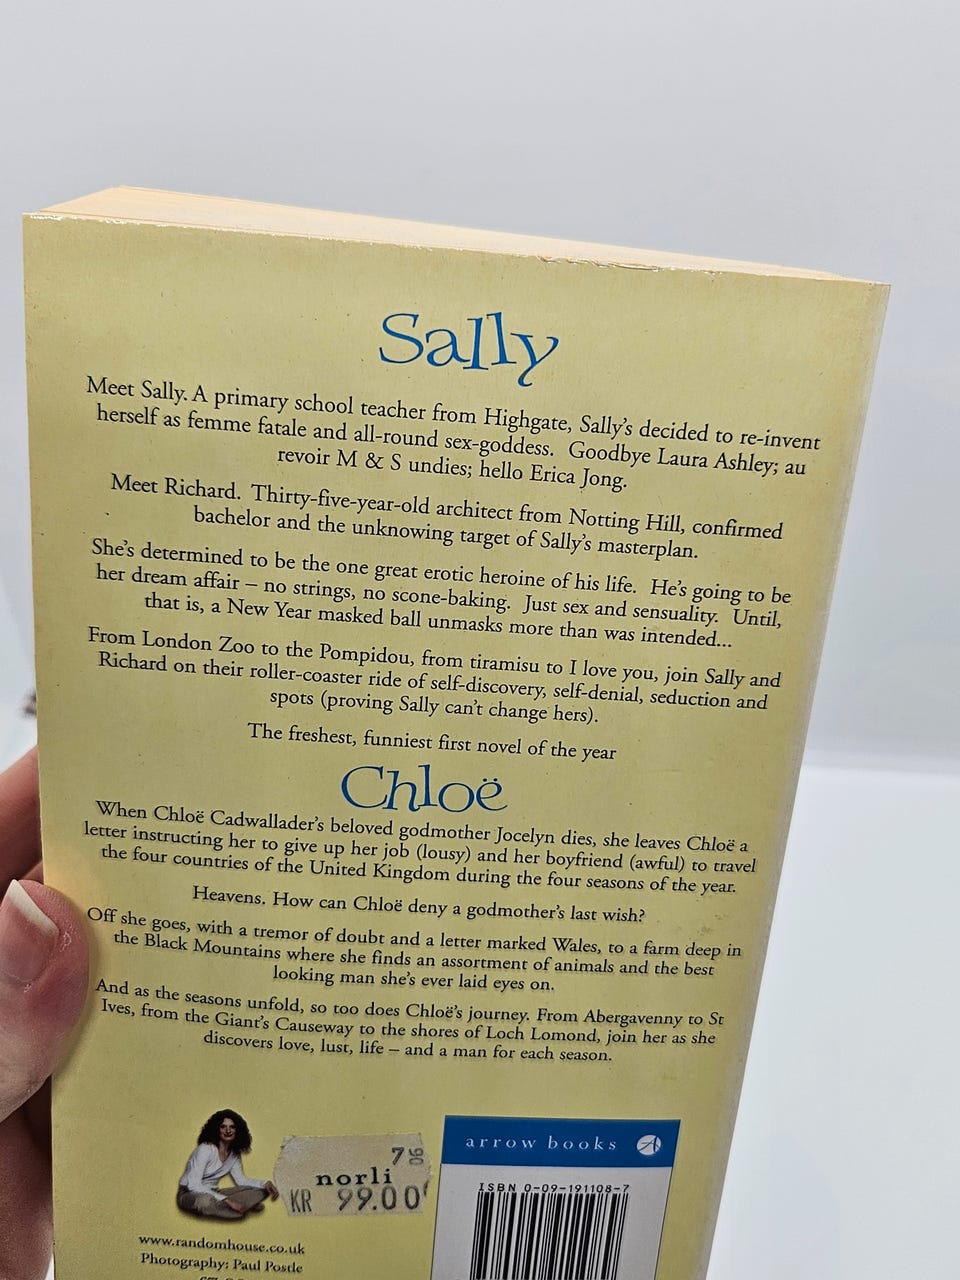 Sally
Meet Sally. A primary school teacher from Highgate, Sally's decided to re-invent
herself as femme fatale and all-round sex-goddess. Goodbye Laura Ashley; au
revoir M & S undies; hello Erica Jong.
Meet Richard. Thirty-five-year-old architect from Notting Hill, confirmed
bachelor and the unknowing target of Sally's masterplan.
She's determined to be the one great erotic heroine of his life. He's going to be
her dream affair – no strings, no scone-baking. Just sex and sensuality. Until,
that is, a New Year masked ball unmasks more than was intended...
From London Zoo to the Pompidou, from tiramisu to I love you, join Sally and
Richard on their roller-coaster ride of self-discovery, self-denial, seduction and
spots (proving Sally can't change hers).
The freshest, funniest first novel of the year
Chloë
When Chloë Cadwallader's beloved godmother Jocelyn dies, she leaves Chloë a
letter instructing her to give up her job (lousy) and her boyfriend (awful) to travel
the four countries of the United Kingdom during the four seasons of the year.
Heavens. How can Chloë deny a godmother's last wish?
Off she goes, with a tremor of doubt and a letter marked Wales, to a farm deep in
the Black Mountains where she finds an assortment of animals and the best
looking man she's ever laid eyes on.
And as the seasons unfold, so too does Chloë's journey. From Abergavenny to St
Ives, from the Giant's Causeway to the shores of Loch Lomond, join her as she
discovers love, lust, life – and a man for each season.
7 06
norli
KR 99.00
arrow books A
ISBN 0-09-191108-7
www.randomhouse.co.uk
Photography: Paul Postle